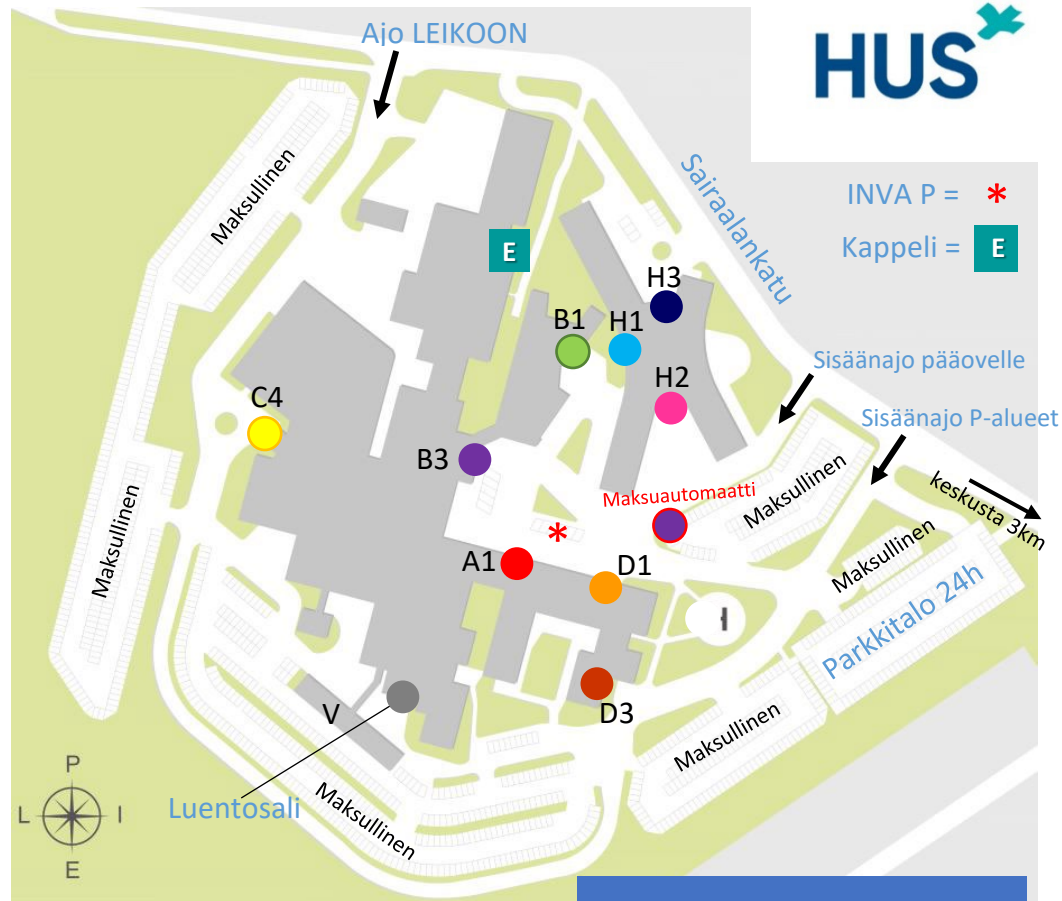 Ajo LEIKOON
HUS
Maksullinen
Sairaalankatu
INVA P = *
Kappeli = E
E
H3
B1
H1
H2
Sisäänajo pääovelle
C4
Sisäänajo P-alueet
B3
Maksuautomaatti
Maksullinen
keskusta 3km
Maksullinen
*
A1
D1
Maksullinen
Parkkitalo 24h
D3
V
Maksullinen
Luentosali
Maksullinen
P
L I
E